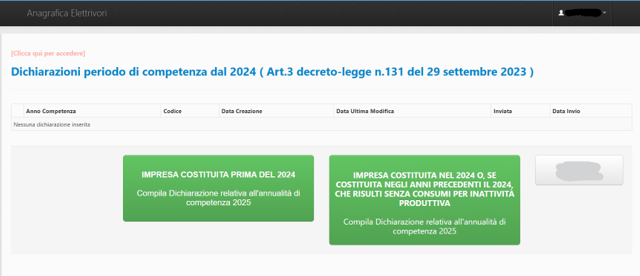 Anagrafica Elettrivori
[Clicca qui per accedere]
Dichiarazioni periodo di competenza dal 2024 ( Art.3 decreto-legge n.131 del 29 settembre 2023 )
Anno Competenza Codice Data Creazione Data Ultima Modifica Inviata Data Invio
Nessuna dichiarazione inserita
IMPRESA COSTITUITA PRIMA DEL 2024
Compila Dichiarazione relativa all'annualità di
competenza 2025
IMPRESA COSTITUITA NEL 2024 O, SE
COSTITUITA NEGLI ANNI PRECEDENTI IL 2024,
CHE RISULTI SENZA CONSUMI PER INATTIVITÀ
PRODUTTIVA
Compila Dichiarazione relativa all'annualità di
competenza 2025